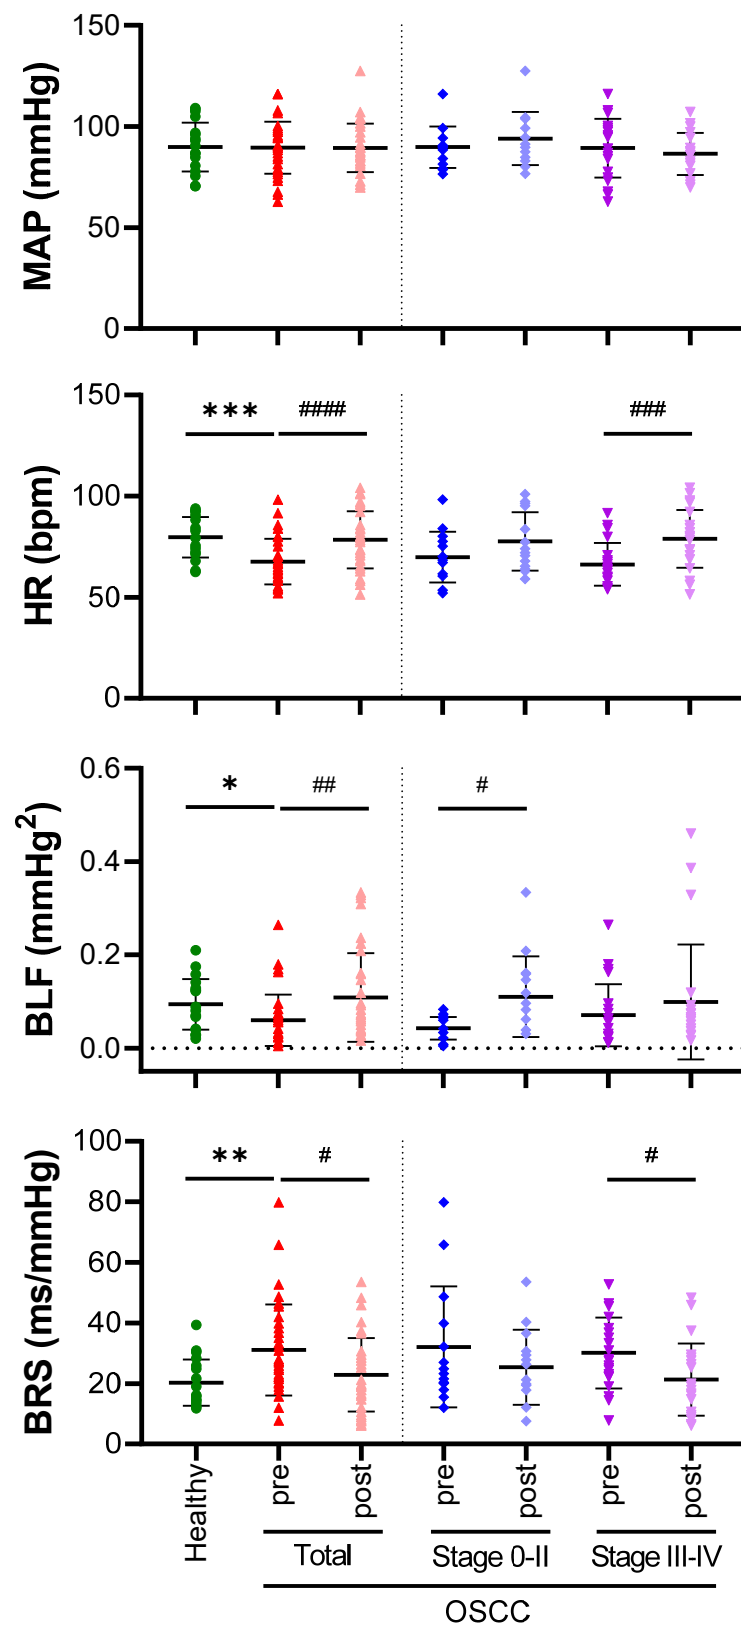 MAP (mmHg)
150
100
50
0
HR (bpm)
150
100
50
0
***
####
###
BLF (mmHg²)
0.6
0.4
0.2
0.0
*
##
#
BRS (ms/mmHg)
100
80
60
40
20
0
**
#
#
Healthy
pre
post
pre
post
pre
post
Total
Stage 0-II
Stage III-IV
OSCC